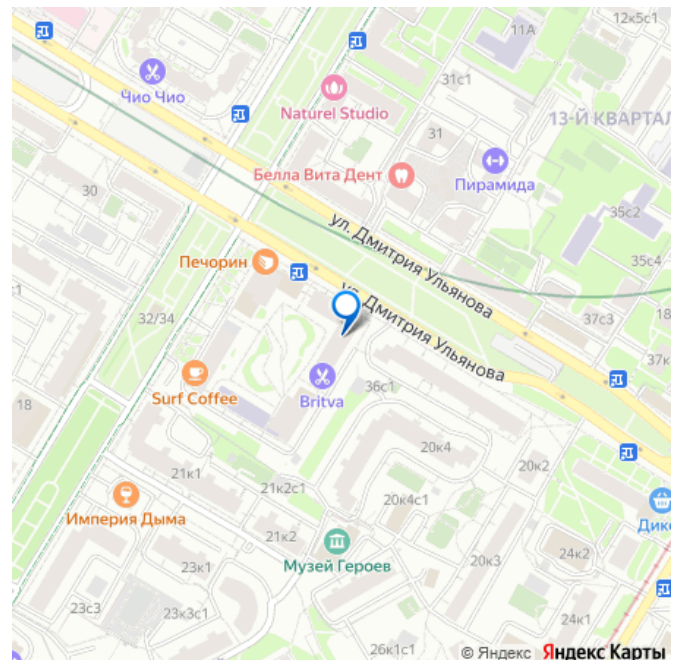 12к5с1
11А
31с1
Чио Чио
Naturel Studio
13-Й КВАРТАЛ
31
Белла Вита Дент
Пирамида
30
35с2
ул. Дмитрия Ульянова
Печорин
35с4
ул. Дмитрия Ульянова
32/34
37с3
18
37к
Surf Coffee
Britva
36с1
18
20к4
20к2
21к1
21к2с1
20к4с1
Империя Дыма
Дикс
21к2
Музей Героев
24к2
23к1
20к3
23с3
23к3с1
24к1
26к1с1
© Яндекс Яндекс Карты